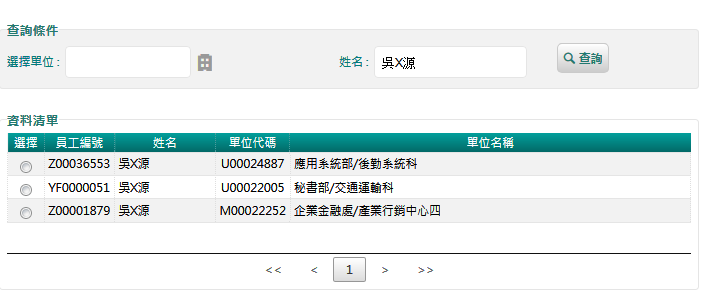 查詢條件
選擇單位: 姓名: 吳X源 查詢
資料清單
選擇 員工編號 姓名 單位代碼 單位名稱
Z00036553 吳X源 U00024887 應用系統部/後勤系統科
YF0000051 吳X源 U00022005 秘書部/交通運輸科
Z00001879 吳X源 M00022252 企業金融處/產業行銷中心四
<< < 1 > >>